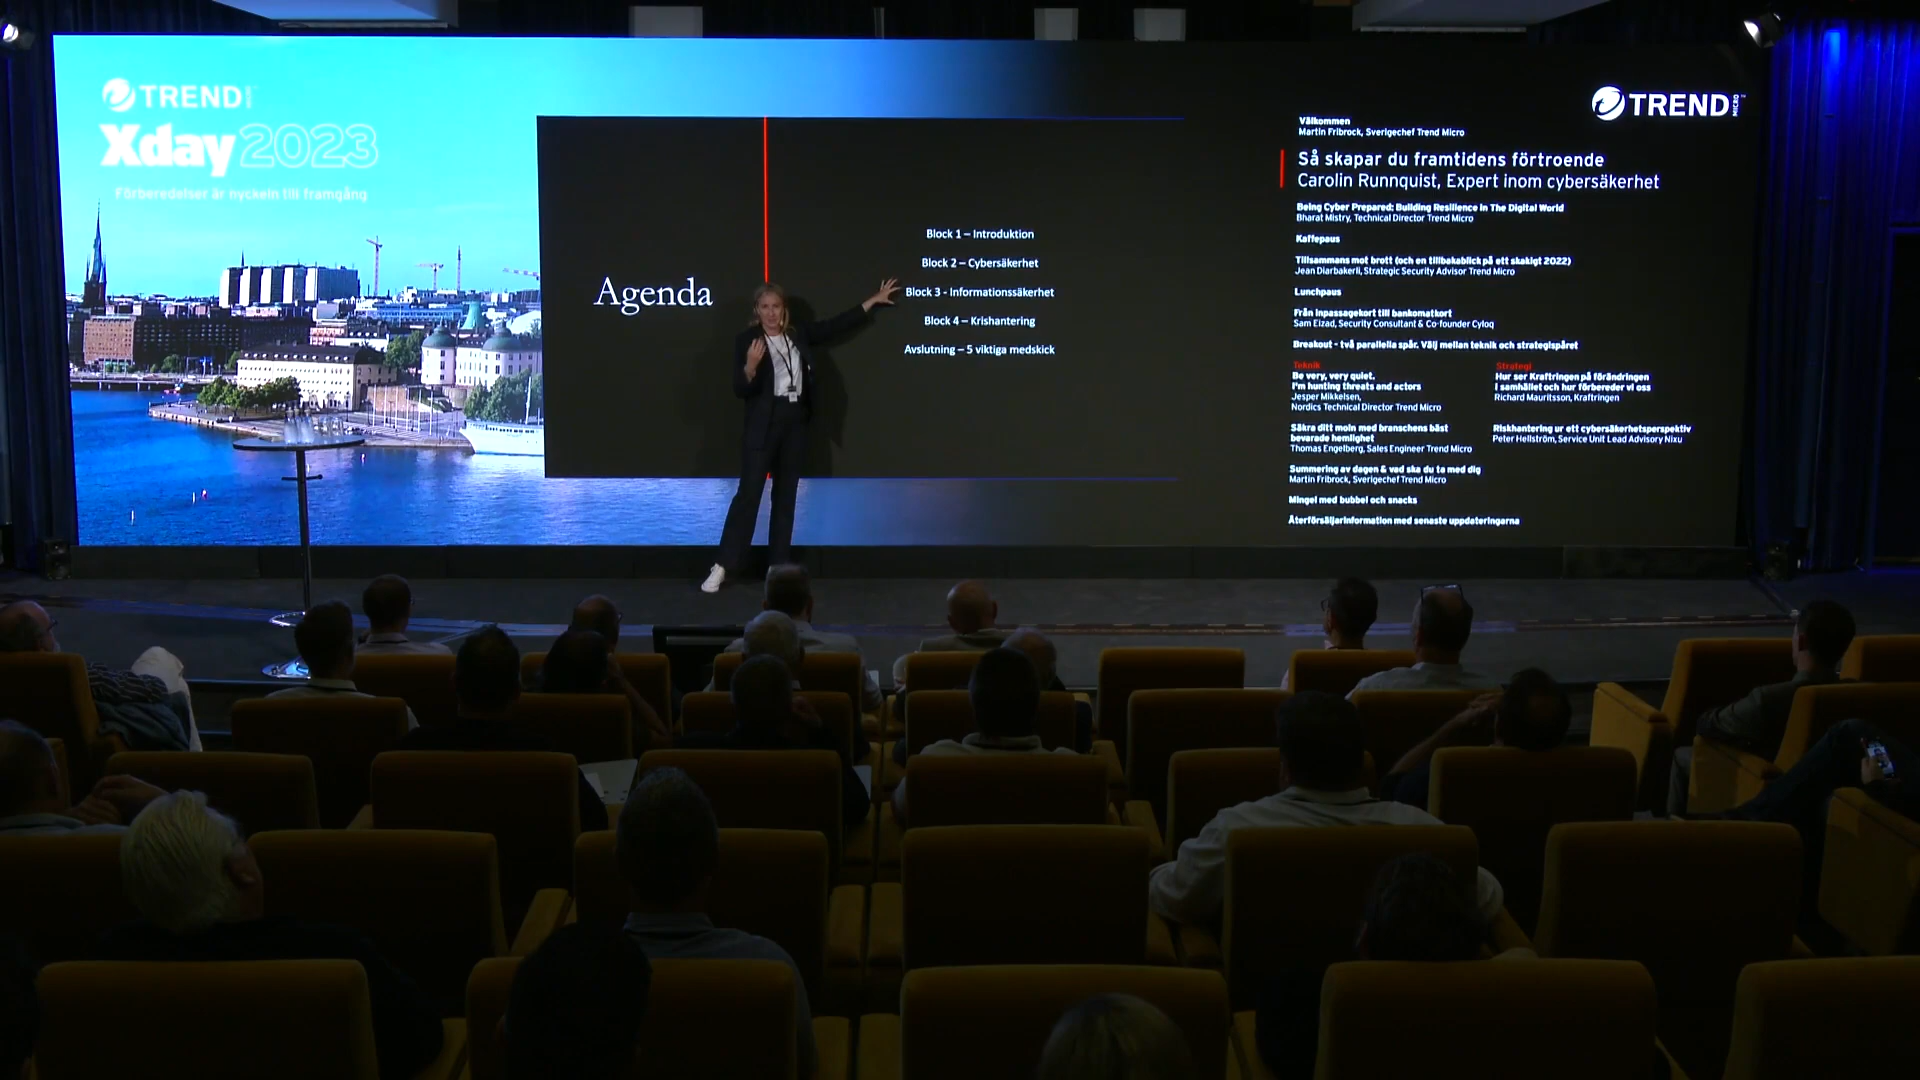 TREND
Xday 2023
Förberedelser är nyckeln till framgång
Agenda
Block 1 – Introduktion
Block 2 – Cybersäkerhet
Block 3 - Informationssäkerhet
Block 4 – Krishantering
Avslutning – 5 viktiga medskick
TREND MICRO
Välkommen
Martin Fribrock, Sverigechef Trend Micro
Så skapar du framtidens förtroende
Carolin Runnquist, Expert inom cybersäkerhet
Being Cyber Prepared: Building Resilience in The Digital World
Bharat Mistry, Technical Director Trend Micro
Kaffepaus
Tillsammans mot brott (och en tillbakablick på ett skakigt 2022)
Jean Diarbakerli, Strategic Security Advisor Trend Micro
Lunchpaus
Från inpassagekort till bankomatkort
Sam Eizad, Security Consultant & Co-founder Cyloq
Breakout - två parallella spår. Välj mellan teknik och strategispåret
Teknik
Be very, very quiet.
I'm hunting threats and actors
Jesper Mikkelsen,
Nordics Technical Director Trend Micro
Säkra ditt moln med branschens bäst
bevarade hemlighet
Thomas Engelberg, Sales Engineer Trend Micro
Strategi
Hur ser Kraftringen på förändringen
i samhället och hur förbereder vi oss
Richard Mauritsson, Kraftringen
Riskhantering ur ett cybersäkerhetsperspektiv
Peter Hellström, Service Unit Lead Advisory Nixu
Summering av dagen & vad ska du ta med dig
Martin Fribrock, Sverigechef Trend Micro
Mingel med bubbel och snacks
Återförsäljarinformation med senaste uppdateringarna